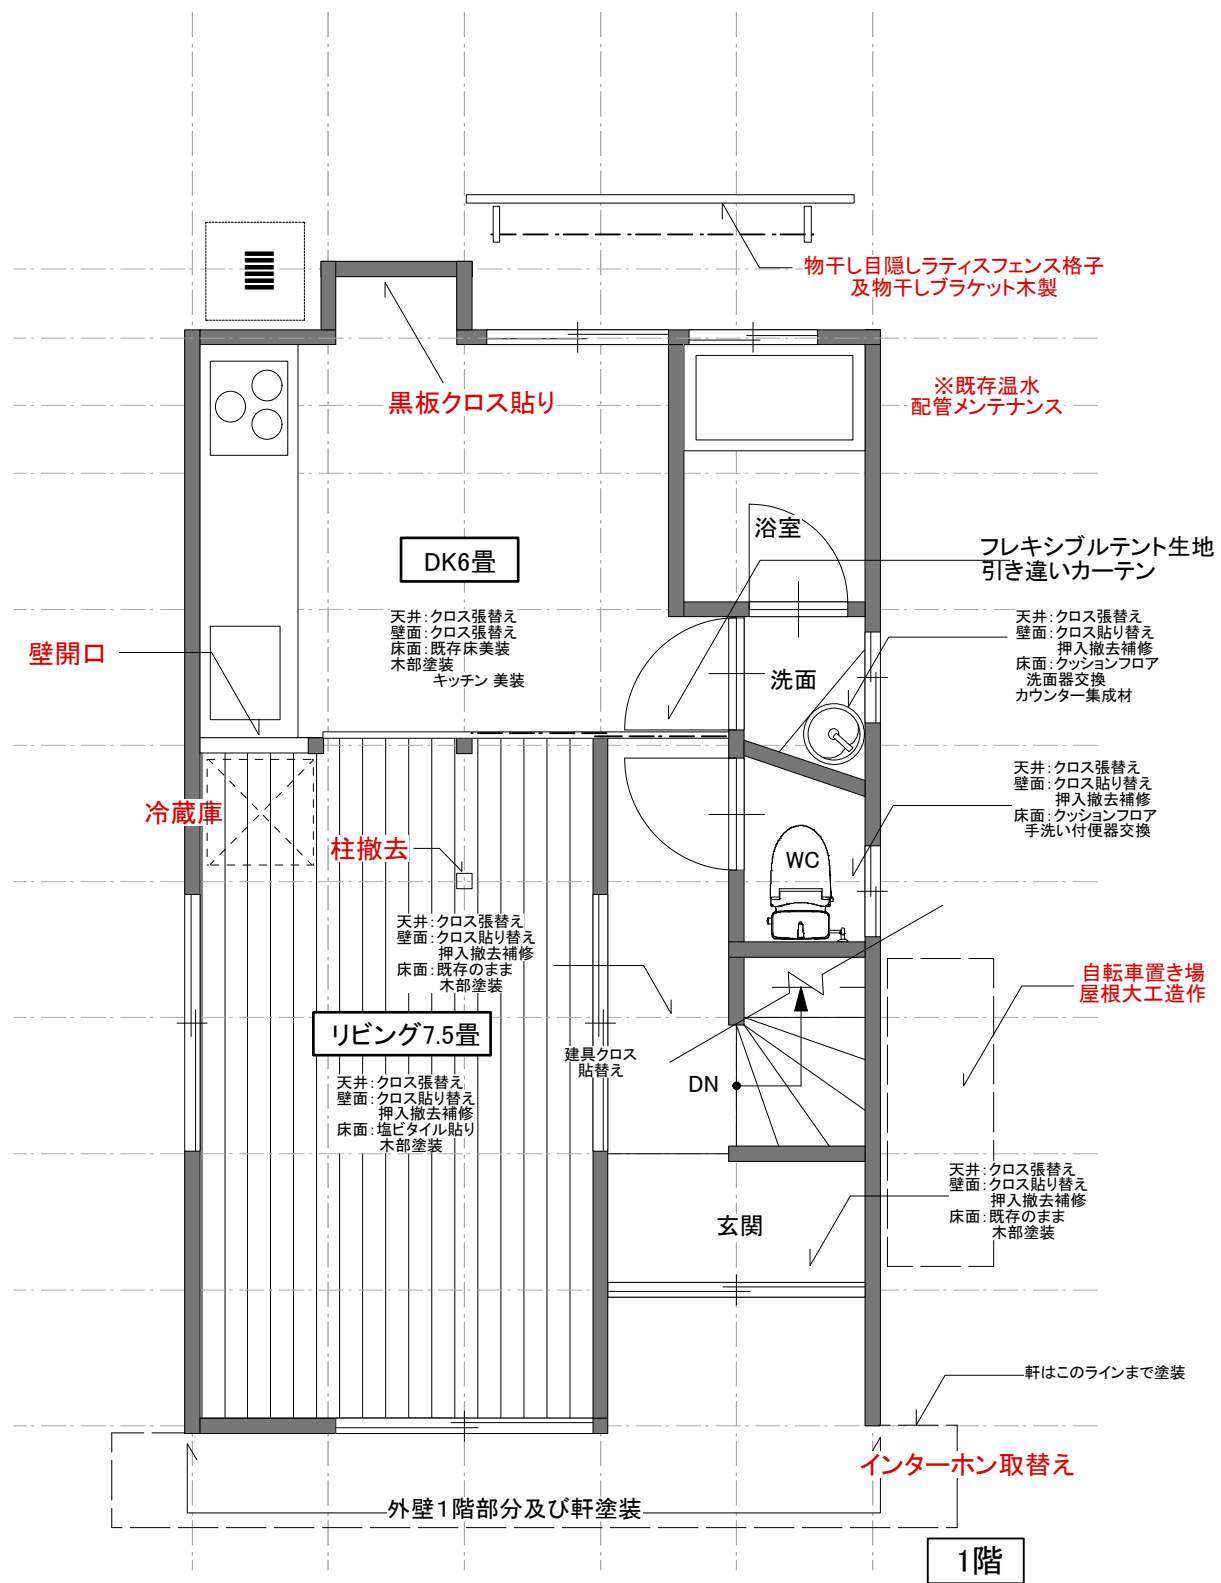 物干し目隠しラティスフェンス格子
及物干しブラケット木製
黒板クロス貼り
※既存温水
配管メンテナンス
浴室
フレキシブルテント生地
引き違いカーテン
DK6畳
天井:クロス張替え
壁面:クロス張替え
床面:既存床美装
木部塗装
キッチン 美装
壁開口
天井:クロス張替え
壁面:クロス貼り替え
押入撤去補修
床面:クッションフロア
洗面器交換
カウンター集成材
洗面
天井:クロス張替え
壁面:クロス貼り替え
押入撤去補修
床面:クッションフロア
手洗い付便器交換
冷蔵庫
柱撤去
WC
天井:クロス張替え
壁面:クロス貼り替え
押入撤去補修
床面:既存のまま
木部塗装
自転車置き場
屋根大工造作
リビング7.5畳
建具クロス
貼替え
DN
天井:クロス張替え
壁面:クロス貼り替え
押入撤去補修
床面:塩ビタイル貼り
木部塗装
天井:クロス張替え
壁面:クロス貼り替え
押入撤去補修
床面:既存のまま
木部塗装
玄関
軒はこのラインまで塗装
インターホン取替え
外壁1階部分及び軒塗装
1階